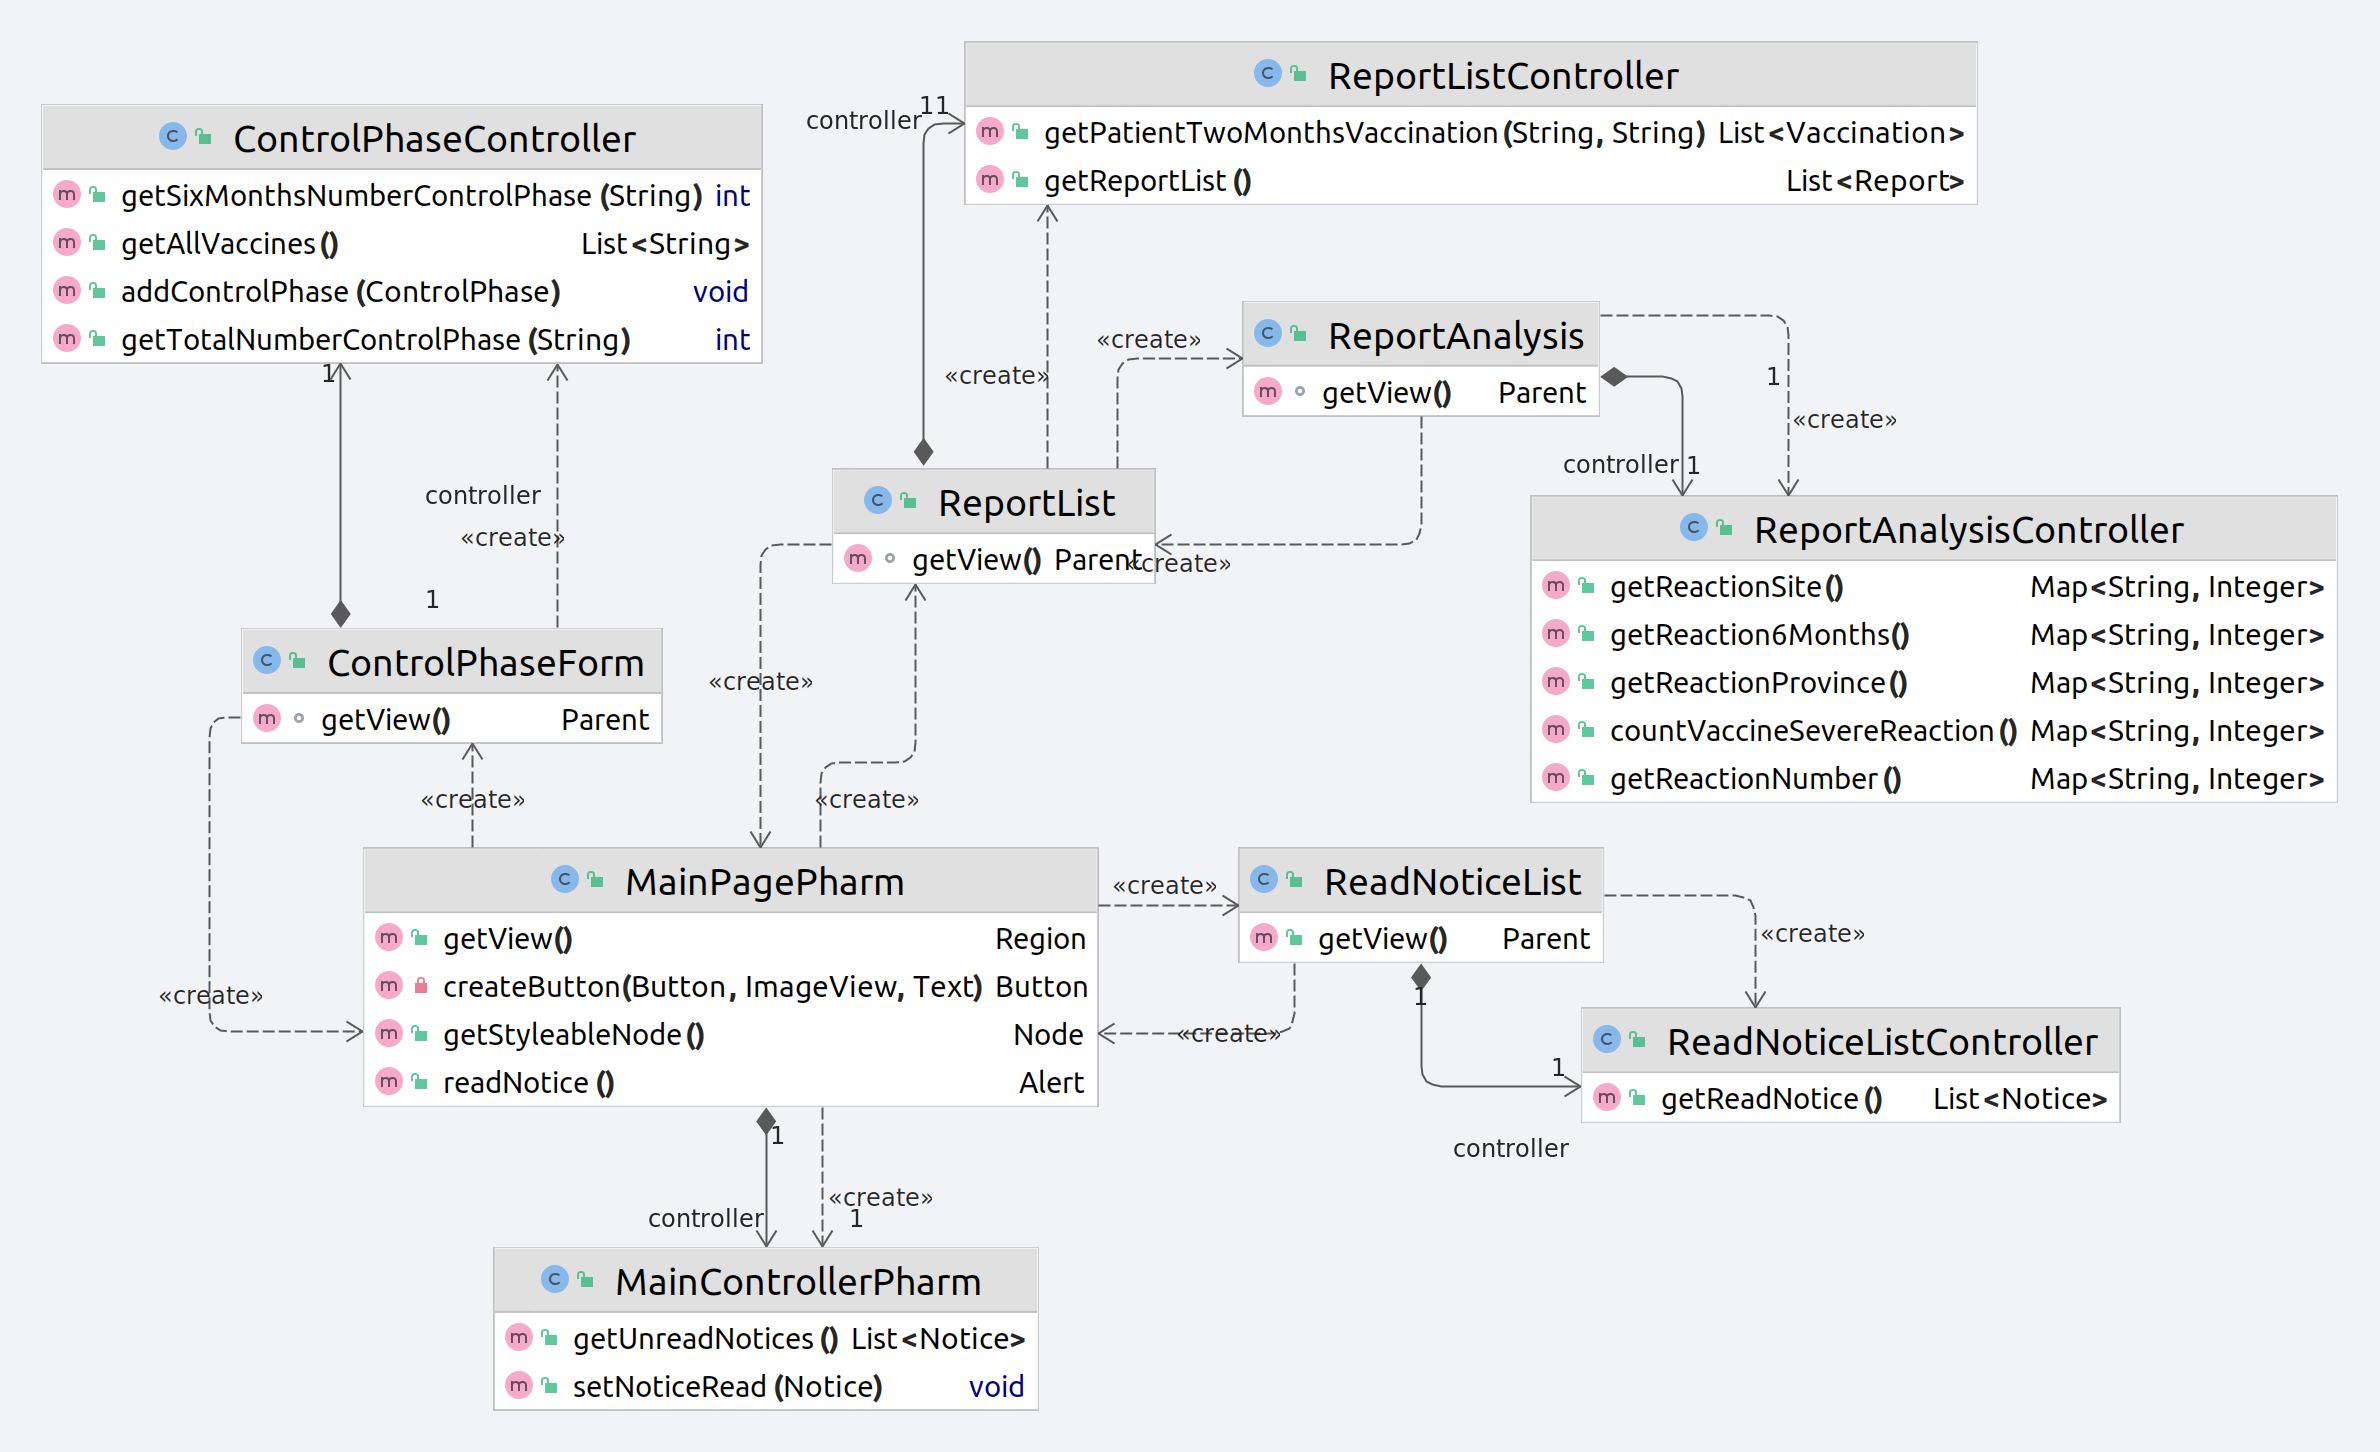 ReportListController
getPatientTwoMonthsVaccination(String, String) List<Vaccination>
getReportList() List<Report>
controller
11
ControlPhaseController
getSixMonthsNumberControlPhase(String) int
getAllVaccines() List<String>
addControlPhase(ControlPhase) void
getTotalNumberControlPhase(String) int
1
controller
«create»
1
«create»
«create»
ReportAnalysis
getView() Parent
1
«create»
controller 1
ReportList
getView() Parent
«create»
ReportAnalysisController
getReactionSite() Map<String, Integer>
getReaction6Months() Map<String, Integer>
getReactionProvince() Map<String, Integer>
countVaccineSevereReaction() Map<String, Integer>
getReactionNumber() Map<String, Integer>
ControlPhaseForm
getView() Parent
«create»
«create»
«create»
«create»
MainPagePharm
getView() Region
createButton(Button, ImageView, Text) Button
getStyleableNode() Node
readNotice() Alert
«create»
ReadNoticeList
getView() Parent
«create»
«create»
1
1
controller
ReadNoticeListController
getReadNotice() List<Notice>
1
«create»
controller
1
MainControllerPharm
getUnreadNotices() List<Notice>
setNoticeRead(Notice) void